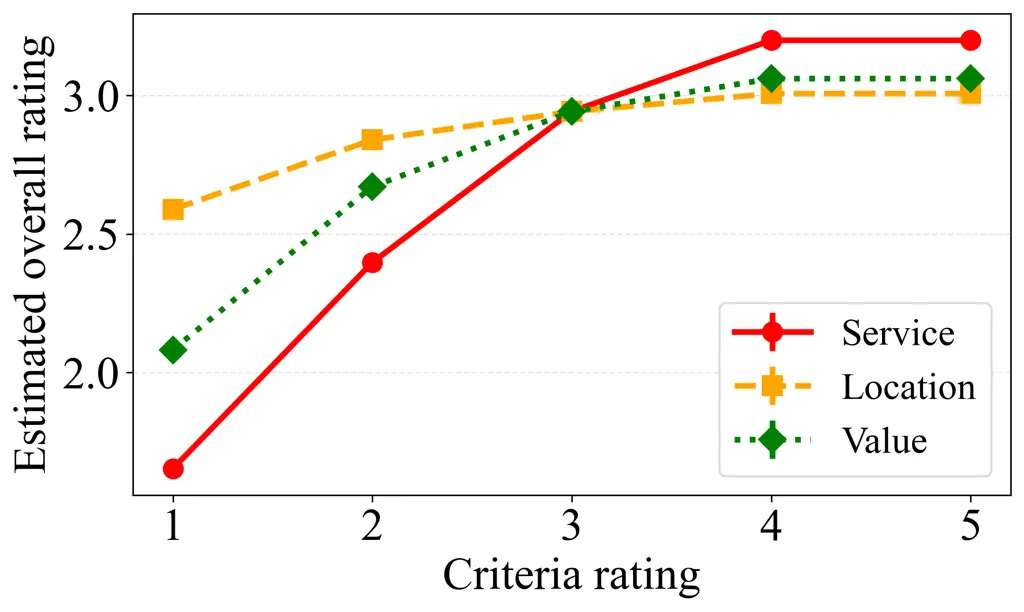 Estimated overall rating
3.0
2.5
2.0
Service
Location
Value
1 2 3 4 5
Criteria rating